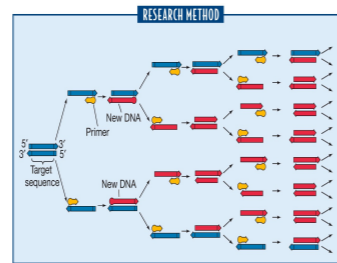 RESEARCH METHOD
New DNA
Primer
5' 3'
3' 5'
Target
sequence
New DNA